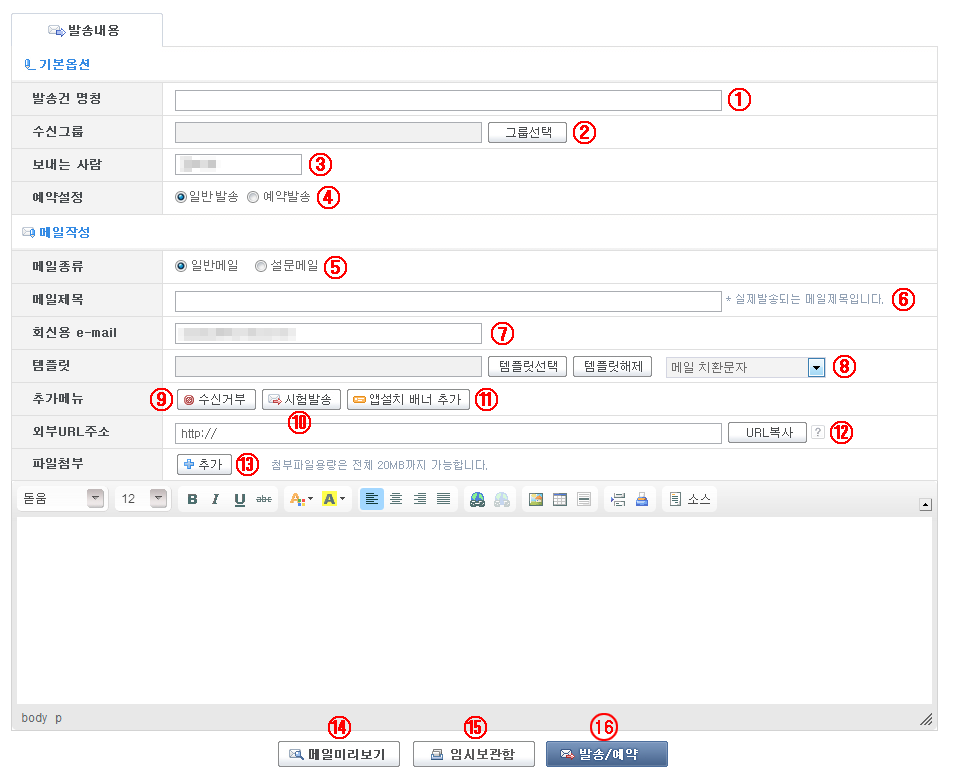 발송내용
기본옵션
발송건 명칭 ①
수신그룹 그룹선택 ②
보내는 사람 ③
예약설정 일반발송 예약발송 ④
메일작성
메일종류 일반메일 설문메일 ⑤
메일제목 * 실제발송되는 메일제목입니다. ⑥
회신용 e-mail ⑦
템플릿 템플릿선택 템플릿해제 메일 치환문자 ⑧
추가메뉴 ⑨ 수신거부 시험발송 앱설치 배너 추가 ⑪
⑩
외부URL주소 http:// URL복사 ? ⑫
파일첨부 추가 ⑬ 첨부파일용량은 전체 20MB까지 가능합니다.
돋움 12 B I U abc A A 소스
body p
⑭ ⑮ ⑯
메일미리보기 임시보관함 발송/예약